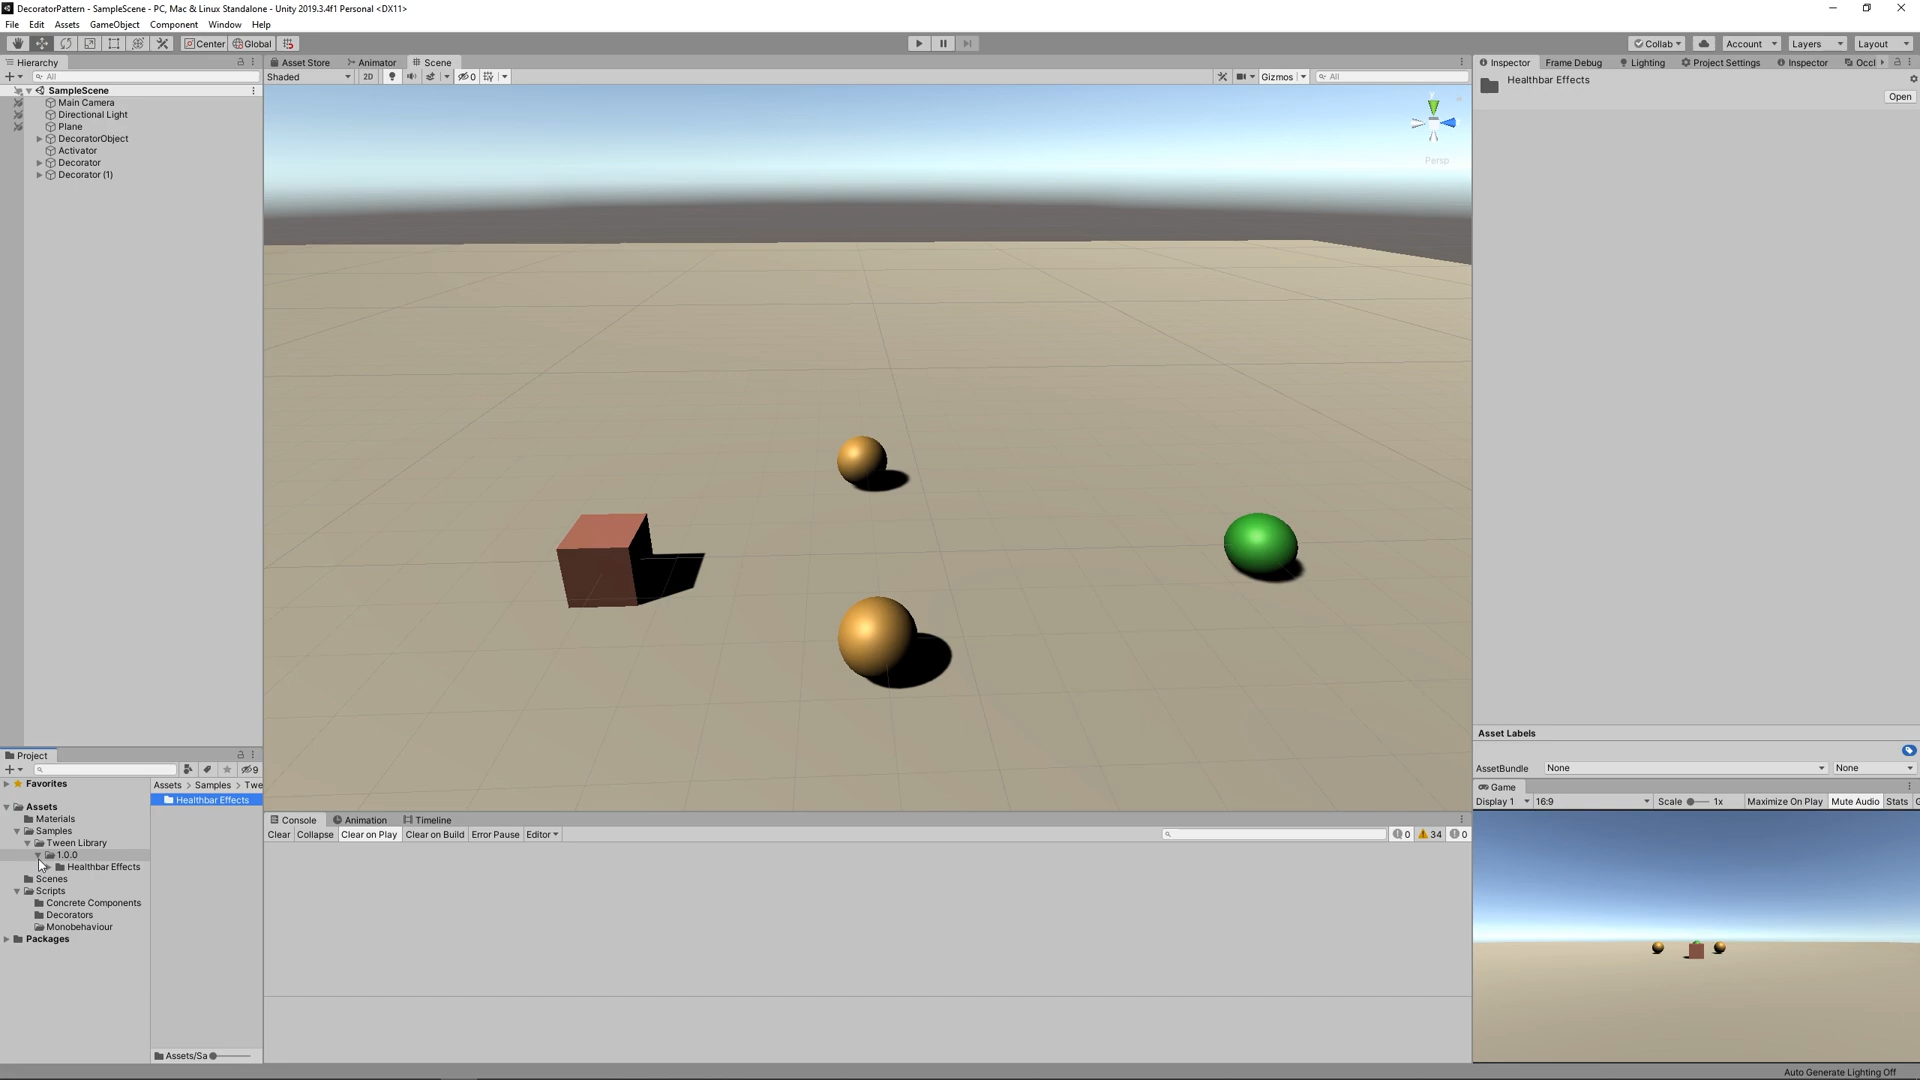 DecoratorPattern - SampleScene - PC, Mac & Linux Standalone - Unity 2019.3.4f1 Personal <DX11>
File Edit Assets GameObject Component Window Help
Center Global Collab Account Layers Layout
Hierarchy
All
SampleScene
Main Camera
Directional Light
Plane
DecoratorObject
Activator
Decorator
Decorator (1)
Asset Store Animator Scene
Shaded 2D 0 Gizmos All
Y
Persp
Inspector Frame Debug Lighting Project Settings Inspector Occl
Healthbar Effects
Open
Asset Labels
AssetBundle None None
Project
9
Favorites
Assets
Materials
Samples
Tween Library
1.0.0
Healthbar Effects
Scenes
Scripts
Concrete Components
Decorators
Monobehaviour
Packages
Assets > Samples > Twe
Healthbar Effects
Assets/Sa
Console Animation Timeline
Clear Collapse Clear on Play Clear on Build Error Pause Editor 0 34 0
Game
Display 1 16:9 Scale 1x Maximize On Play Mute Audio Stats G
Auto Generate Lighting Off